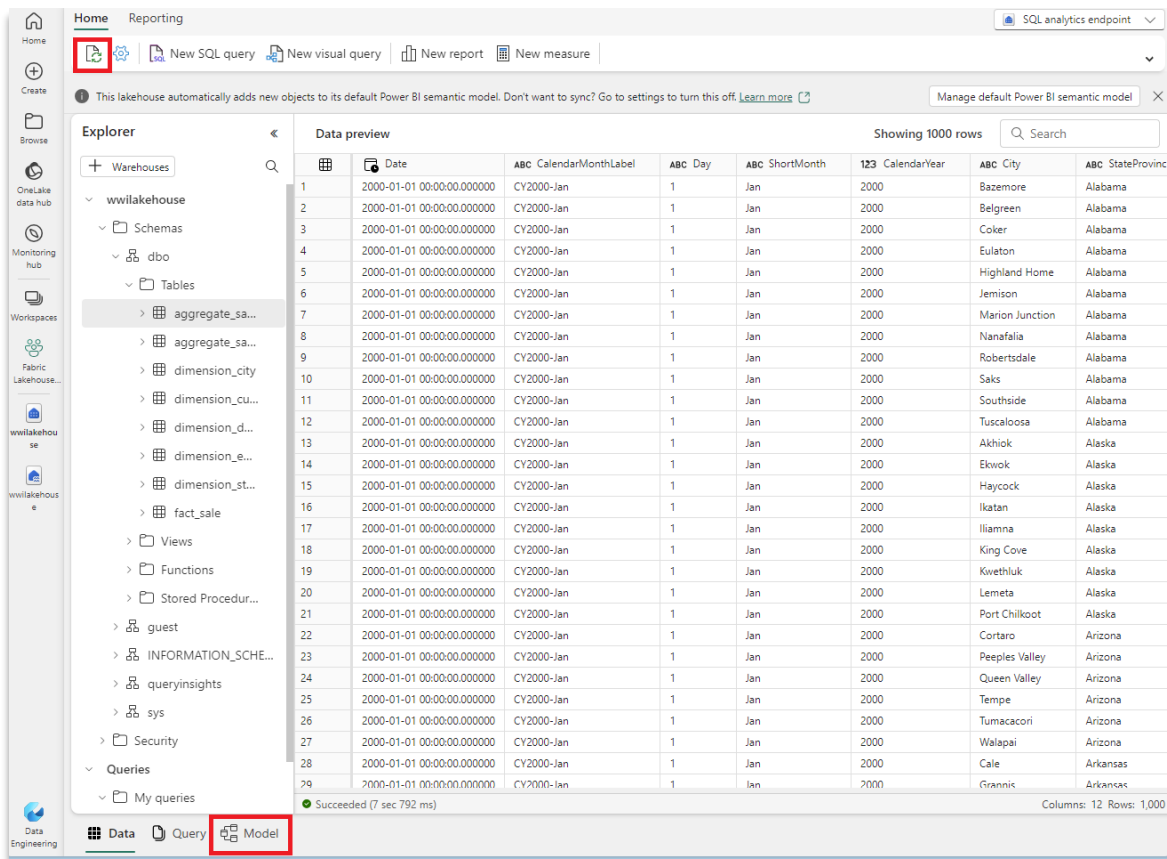 Home
Create
Browse
OneLake
data hub
Monitoring
hub
Workspaces
Fabric
Lakehouse...
wwilakehou
se
wwilakehous
e
Data
Engineering
Home Reporting
SQL analytics endpoint
SQL New SQL query New visual query New report New measure
This lakehouse automatically adds new objects to its default Power BI semantic model. Don't want to sync? Go to settings to turn this off. Learn more
Manage default Power BI semantic model
Explorer
Warehouses
wwilakehouse
Schemas
dbo
Tables
aggregate_sa...
aggregate_sa...
dimension_city
dimension_cu...
dimension_d...
dimension_e...
dimension_st...
fact_sale
Views
Functions
Stored Procedur...
guest
INFORMATION_SCHE...
queryinsights
sys
Security
Queries
My queries
Data preview Showing 1000 rows Search
Date ABC CalendarMonthLabel ABC Day ABC ShortMonth 123 CalendarYear ABC City ABC StateProvinc
1 2000-01-01 00:00:00.000000 CY2000-Jan 1 Jan 2000 Bazemore Alabama
2 2000-01-01 00:00:00.000000 CY2000-Jan 1 Jan 2000 Belgreen Alabama
3 2000-01-01 00:00:00.000000 CY2000-Jan 1 Jan 2000 Coker Alabama
4 2000-01-01 00:00:00.000000 CY2000-Jan 1 Jan 2000 Eulaton Alabama
5 2000-01-01 00:00:00.000000 CY2000-Jan 1 Jan 2000 Highland Home Alabama
6 2000-01-01 00:00:00.000000 CY2000-Jan 1 Jan 2000 Jemison Alabama
7 2000-01-01 00:00:00.000000 CY2000-Jan 1 Jan 2000 Marion Junction Alabama
8 2000-01-01 00:00:00.000000 CY2000-Jan 1 Jan 2000 Nanafalia Alabama
9 2000-01-01 00:00:00.000000 CY2000-Jan 1 Jan 2000 Robertsdale Alabama
10 2000-01-01 00:00:00.000000 CY2000-Jan 1 Jan 2000 Saks Alabama
11 2000-01-01 00:00:00.000000 CY2000-Jan 1 Jan 2000 Southside Alabama
12 2000-01-01 00:00:00.000000 CY2000-Jan 1 Jan 2000 Tuscaloosa Alabama
13 2000-01-01 00:00:00.000000 CY2000-Jan 1 Jan 2000 Akhiok Alaska
14 2000-01-01 00:00:00.000000 CY2000-Jan 1 Jan 2000 Ekwok Alaska
15 2000-01-01 00:00:00.000000 CY2000-Jan 1 Jan 2000 Haycock Alaska
16 2000-01-01 00:00:00.000000 CY2000-Jan 1 Jan 2000 Ikatan Alaska
17 2000-01-01 00:00:00.000000 CY2000-Jan 1 Jan 2000 Iliamna Alaska
18 2000-01-01 00:00:00.000000 CY2000-Jan 1 Jan 2000 King Cove Alaska
19 2000-01-01 00:00:00.000000 CY2000-Jan 1 Jan 2000 Kwethluk Alaska
20 2000-01-01 00:00:00.000000 CY2000-Jan 1 Jan 2000 Lemeta Alaska
21 2000-01-01 00:00:00.000000 CY2000-Jan 1 Jan 2000 Port Chilkoot Alaska
22 2000-01-01 00:00:00.000000 CY2000-Jan 1 Jan 2000 Cortaro Arizona
23 2000-01-01 00:00:00.000000 CY2000-Jan 1 Jan 2000 Peeples Valley Arizona
24 2000-01-01 00:00:00.000000 CY2000-Jan 1 Jan 2000 Queen Valley Arizona
25 2000-01-01 00:00:00.000000 CY2000-Jan 1 Jan 2000 Tempe Arizona
26 2000-01-01 00:00:00.000000 CY2000-Jan 1 Jan 2000 Tumacacori Arizona
27 2000-01-01 00:00:00.000000 CY2000-Jan 1 Jan 2000 Walapai Arizona
28 2000-01-01 00:00:00.000000 CY2000-Jan 1 Jan 2000 Cale Arkansas
29 2000-01-01 00:00:00.000000 CY2000-Jan 1 Jan 2000 Grannis Arkansas
Succeeded (7 sec 792 ms) Columns: 12 Rows: 1,000
Data Query Model